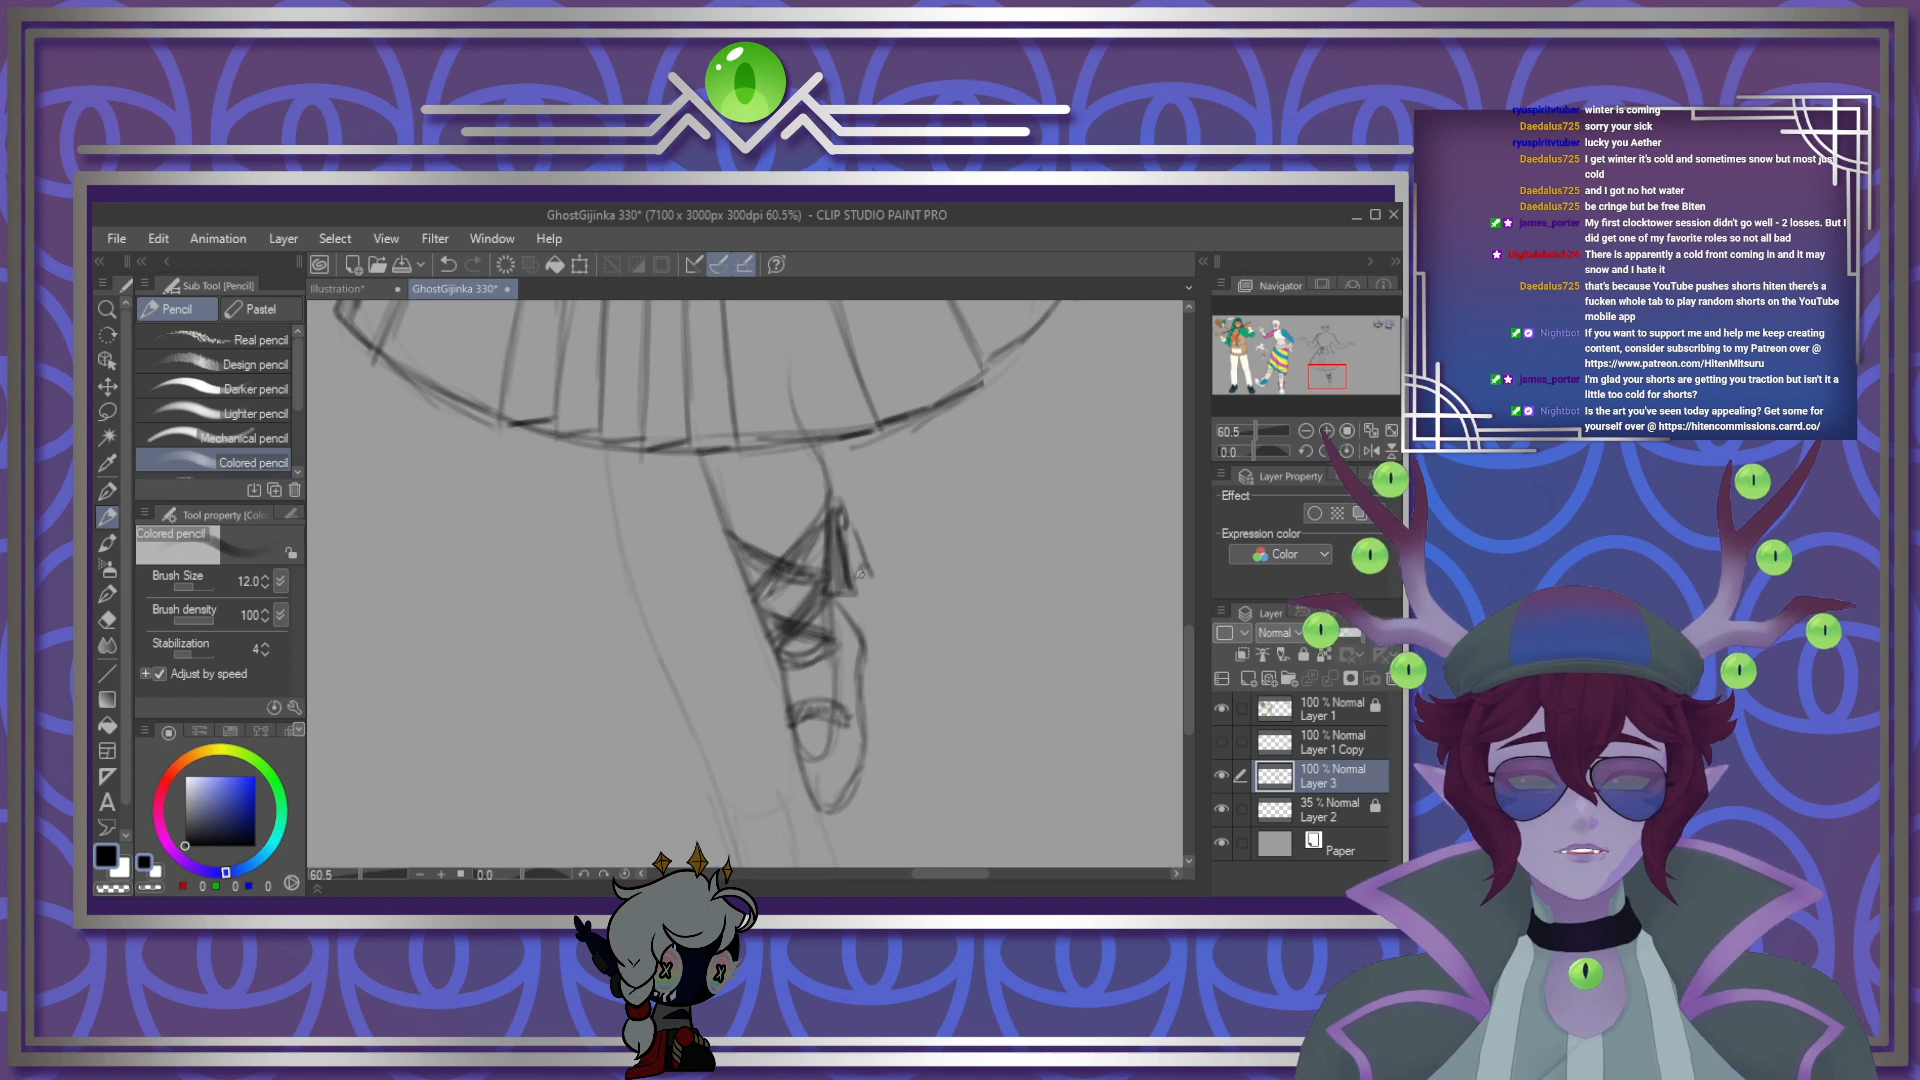 ryuspiritvtuber winter is coming
Daedalus725 sorry your sick
ryuspiritvtuber lucky you Aether
Daedalus725 I get winter it's cold and sometimes snow but most just
cold
Daedalus725 and I got no hot water
Daedalus725 be cringe but be free Biten
james_porter My first clocktower session didn't go well - 2 losses. But I
did get one of my favorite roles so not all bad
There is apparently a cold front coming in and it may
snow and I hate it
Daedalus725 that's because YouTube pushes shorts hiten there's a
fucken whole tab to play random shorts on the YouTube
mobile app
Nightbot If you want to support me and help me keep creating
content, consider subscribing to my Patreon over @
https://www.patreon.com/HitenMitsuru
james_porter I'm glad your shorts are getting you traction but isn't it a
little too cold for shorts?
Nightbot Is the art you've seen today appealing? Get some for
yourself over @ https://hitencommissions.carrd.co/
GhostGijinka 330* (7100 x 3000px 300dpi 60.5%) - CLIP STUDIO PAINT PRO
File Edit Animation Layer Select View Filter Window Help
Sub Tool [Pencil]
Illustration* GhostGijinka 330*
Navigator
Pencil Pastel
Real pencil
Design pencil
Darker pencil
Lighter pencil
Mechanical pencil
Colored pencil
Tool property [Colo
Colored pencil
Brush Size 12.0
Brush density 100
Stabilization 4
Adjust by speed
0 0 0
A
60.5 0.0
60.5
0.0
Layer Property
Effect
Expression color
Color
Layer
Normal
100 % Normal
Layer 1
100 % Normal
Layer 1 Copy
100 % Normal
Layer 3
35 % Normal
Layer 2
Paper